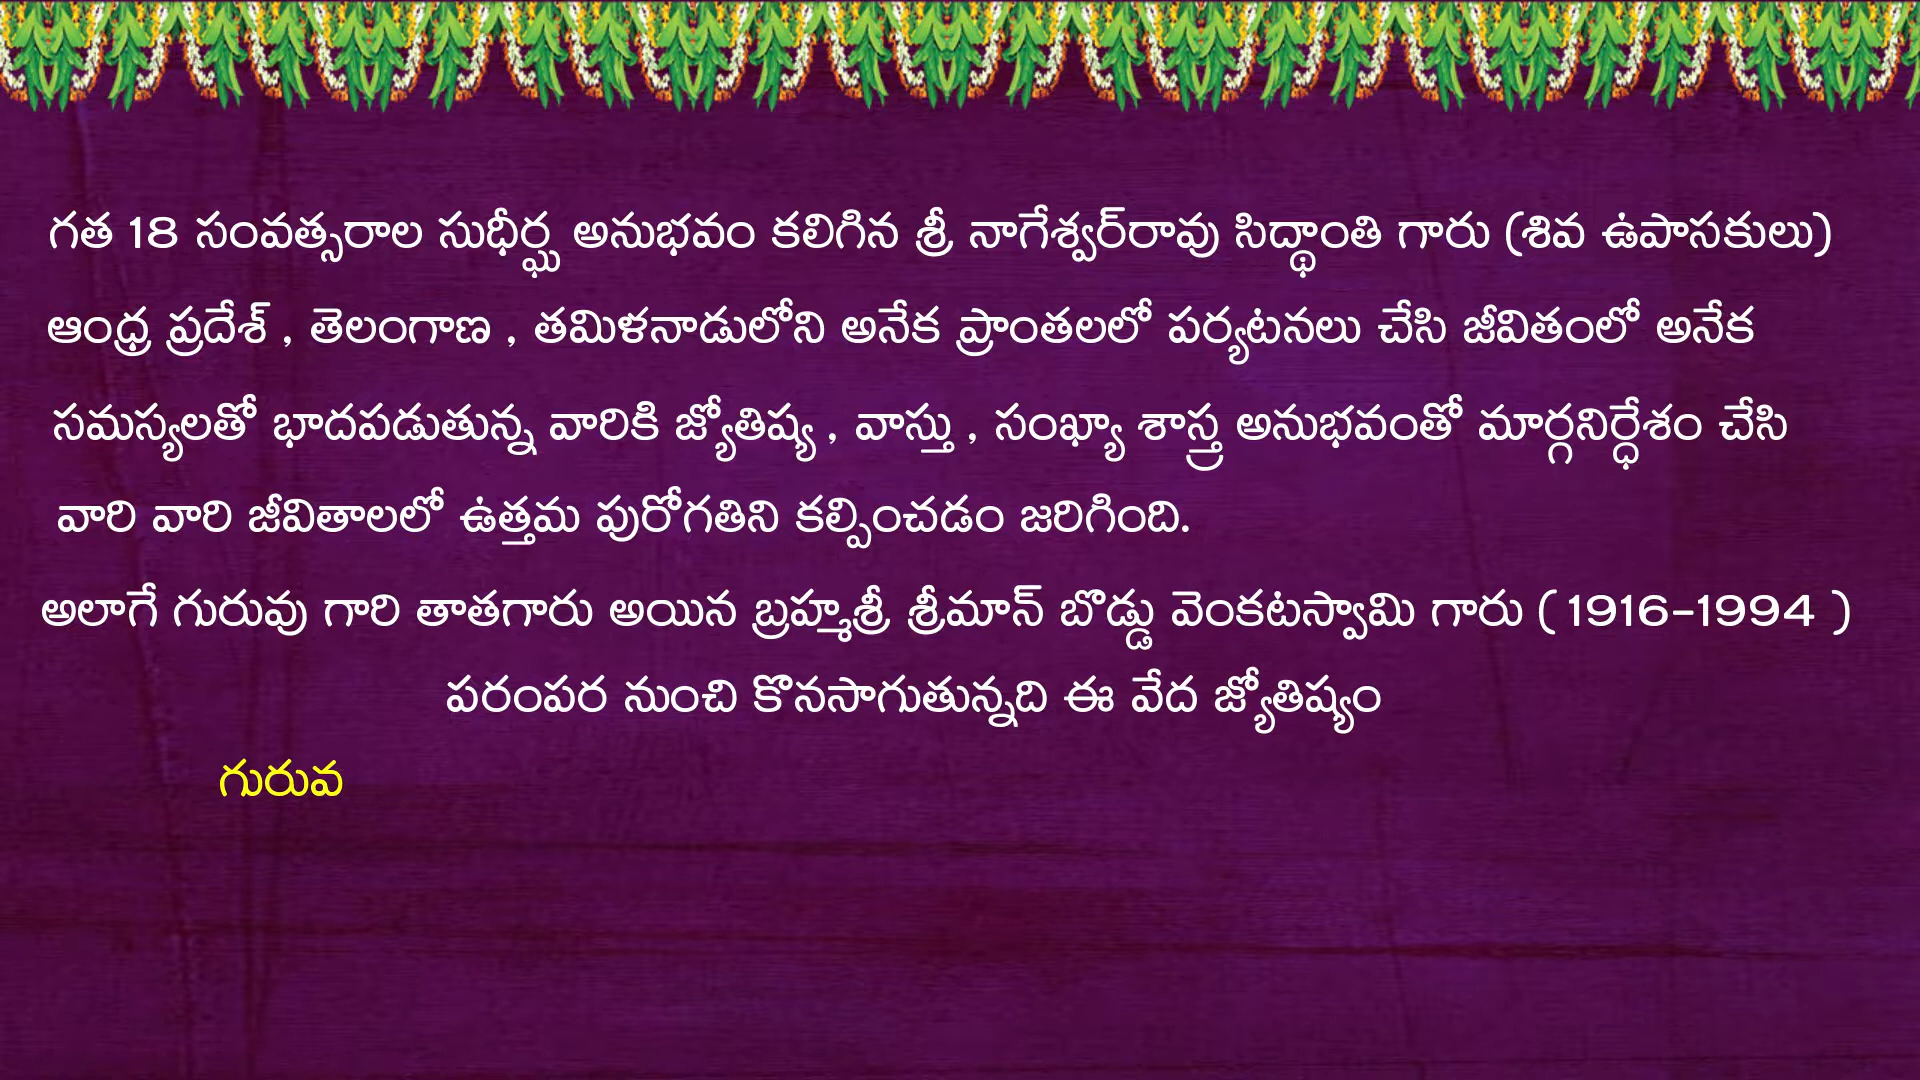 గత 18 సంవత్సరాల సుధీర్ఘ అనుభవం కలిగిన శ్రీ నాగేశ్వర్‌రావు సిద్ధాంతి గారు (శివ ఉపాసకులు)
ఆంధ్ర ప్రదేశ్ , తెలంగాణ , తమిళనాడులోని అనేక ప్రాంతలలో పర్యటనలు చేసి జీవితంలో అనేక
సమస్యలతో భాదపడుతున్న వారికి జ్యోతిష్య , వాస్తు , సంఖ్యా శాస్త్ర అనుభవంతో మార్గనిర్ధేశం చేసి
వారి వారి జీవితాలలో ఉత్తమ పురోగతిని కల్పించడం జరిగింది.
అలాగే గురువు గారి తాతగారు అయిన బ్రహ్మశ్రీ శ్రీమాన్ బొడ్డు వెంకటస్వామి గారు ( 1916-1994 )
పరంపర నుంచి కొనసాగుతున్నది ఈ వేద జ్యోతిష్యం
గురువ